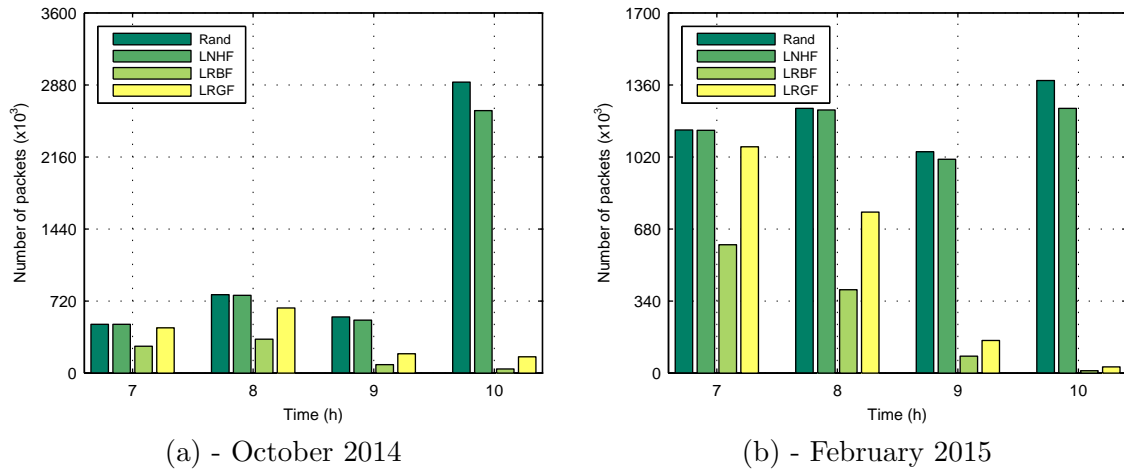 3600
2880
2160
1440
720
0
Number of packets (x10³)
Rand
LNHF
LRBF
LRGF
7 8 9 10
Time (h)
(a) - October 2014
1700
1360
1020
680
340
0
Number of packets (x10³)
Rand
LNHF
LRBF
LRGF
7 8 9 10
Time (h)
(b) - February 2015